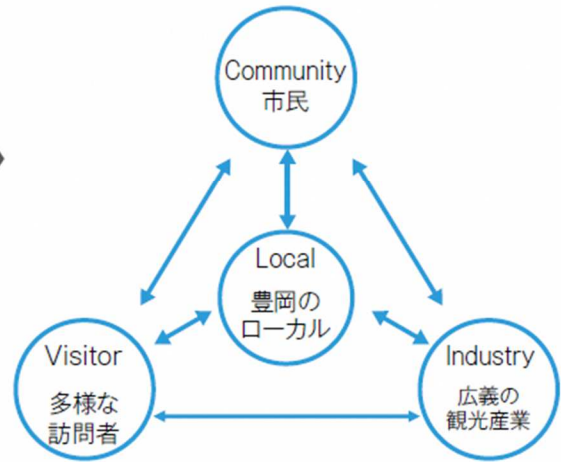 Community
市民
Local
豊岡の
ローカル
Visitor
多様な
訪問者
Industry
広義の
観光産業